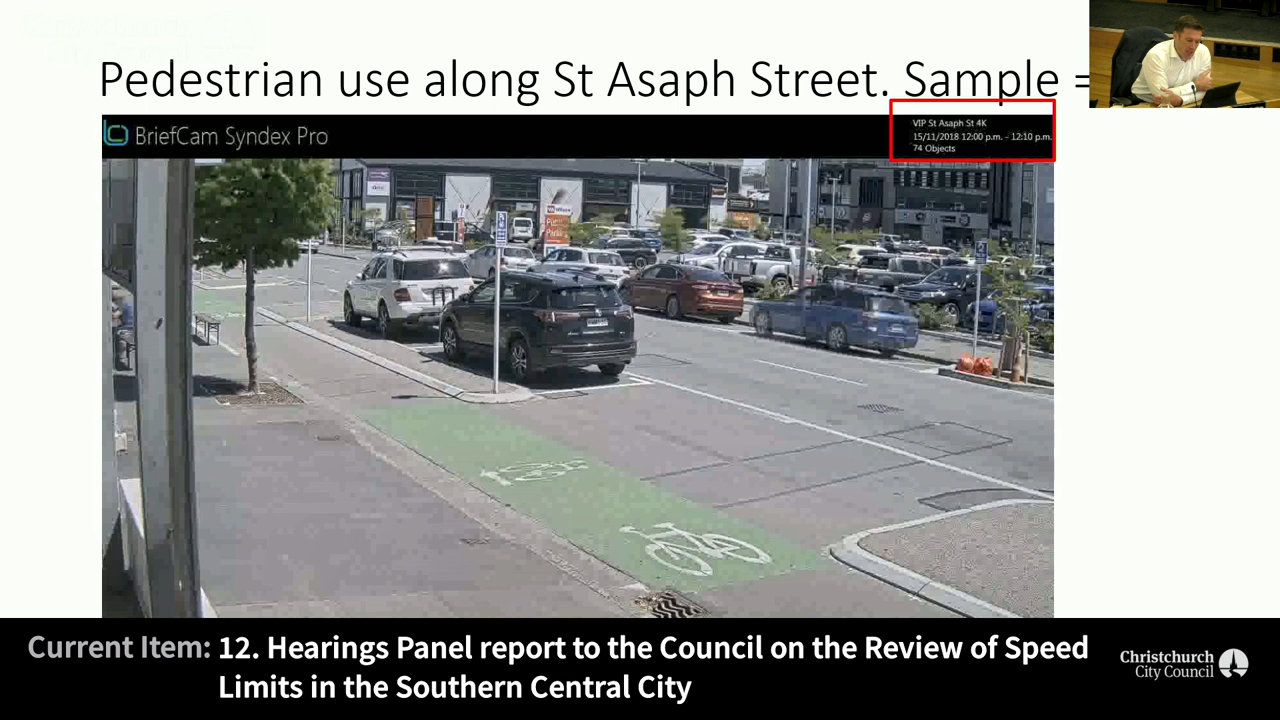 Pedestrian use along St Asaph Street. Sample =
BriefCam Syndex Pro
VIP St Asaph St 4K
15/11/2018 12:00 p.m. - 12:10 p.m.
74 Objects
Current Item: 12. Hearings Panel report to the Council on the Review of Speed
Limits in the Southern Central City
Christchurch
City Council